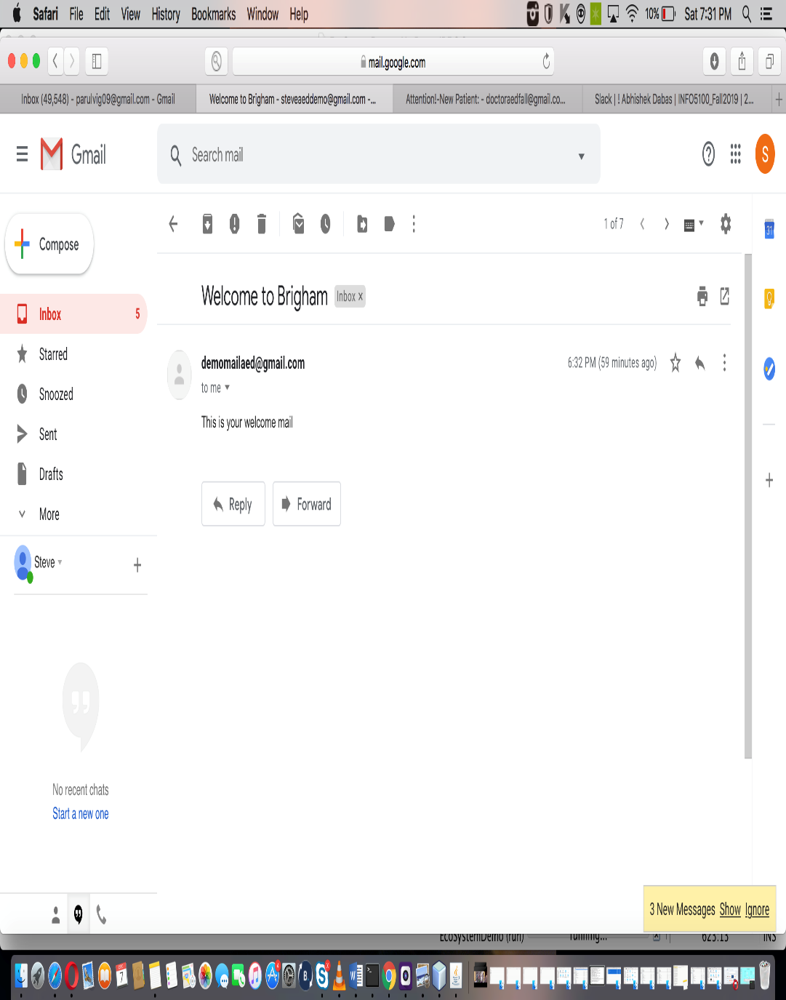 Safari File Edit View History Bookmarks Window Help 10% Sat 7:31 PM
mail.google.com
Inbox (49,548) - parulvig09@gmail.com - Gmail
Welcome to Brigham - steveaeddemo@gmail.com -...
Attention!-New Patient: - doctoraedfall@gmail.co...
Slack | ! Abhishek Dabas | INFO5100_Fall2019 | 2...
Gmail
Search mail
S
Compose
1 of 7
31
Welcome to Brigham Inbox x
Inbox 5
Starred
Snoozed
Sent
Drafts
More
demomailaed@gmail.com
6:32 PM (59 minutes ago)
to me
This is your welcome mail
Reply
Forward
Steve
No recent chats
Start a new one
3 New Messages Show Ignore
EcoSystemDemo (run) running... 623:13 INS